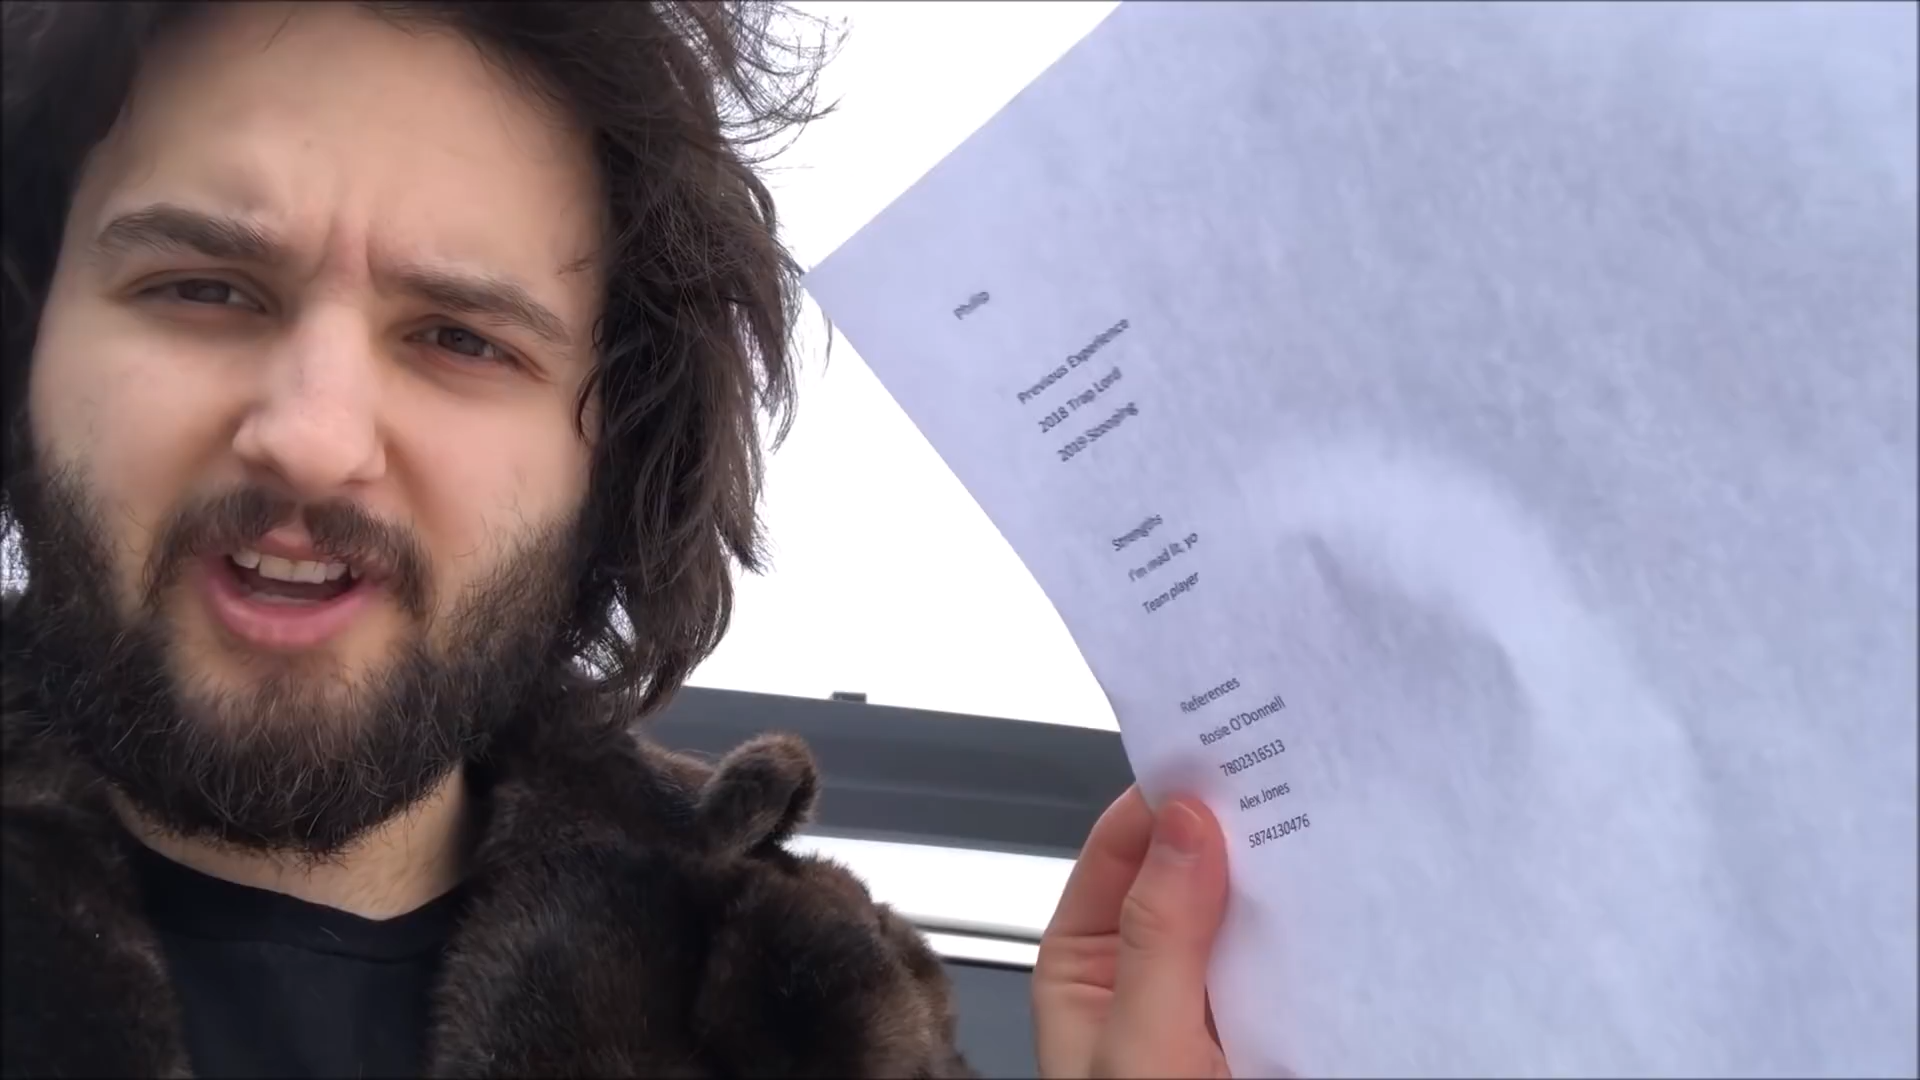 Philip
Previous Experience
2018 Trap Lord
2019 Stooning
Strengths
I'm mad lit, yo
Team player
References
Rosie O'Donnell
7802316513
Alex Jones
5874130476